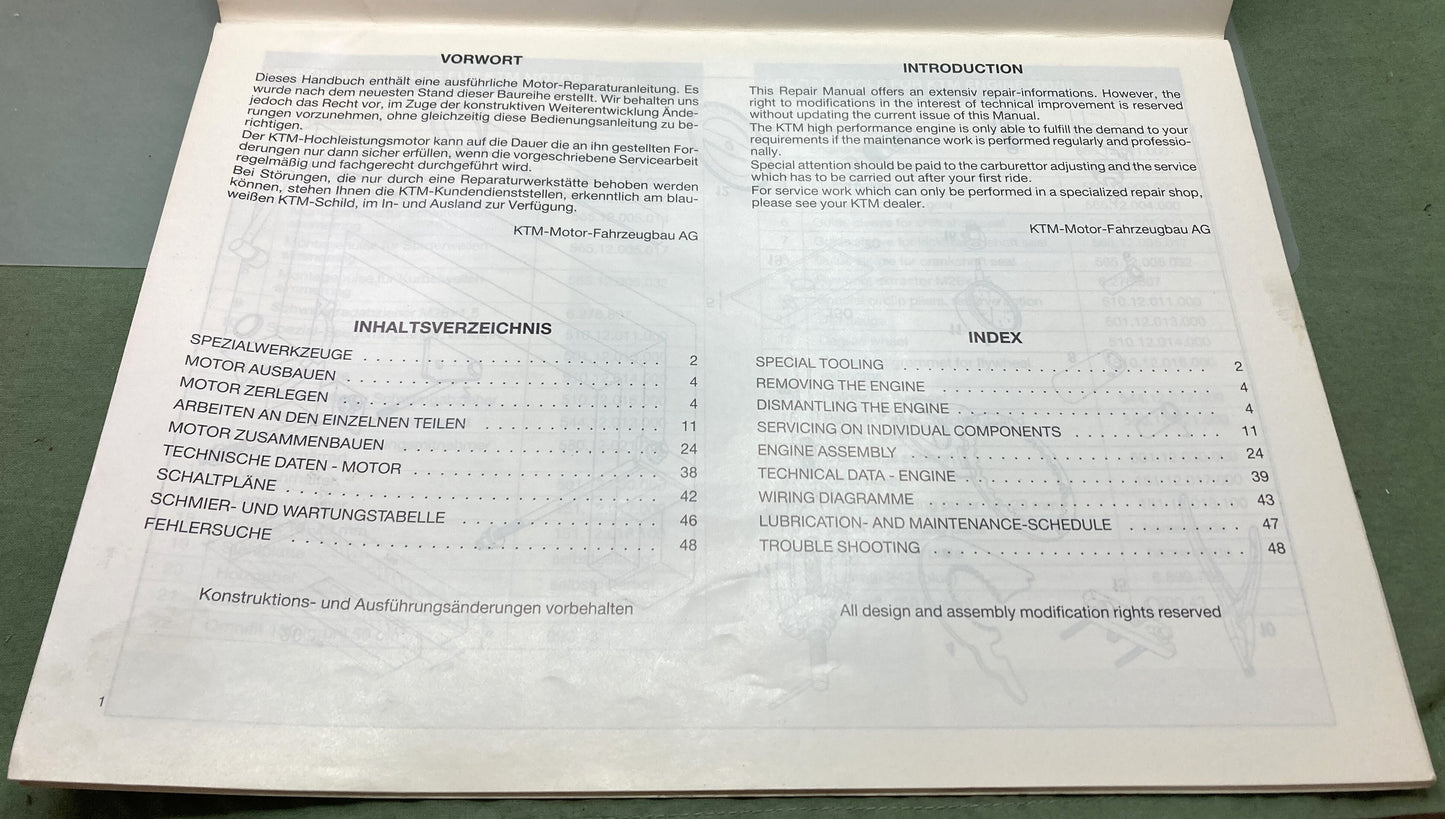 VORWORT
Dieses Handbuch enthält eine ausführliche Motor-Reparaturanleitung. Es
wurde nach dem neuesten Stand dieser Baureihe erstellt. Wir behalten uns
jedoch das Recht vor, im Zuge der konstruktiven Weiterentwicklung Ände-
rungen vorzunehmen, ohne gleichzeitig diese Bedienungsanleitung zu be-
richtigen.
Der KTM-Hochleistungsmotor kann auf die Dauer die an ihn gestellten For-
derungen nur dann sicher erfüllen, wenn die vorgeschriebene Servicearbeit
regelmäßig und fachgerecht durchgeführt wird.
Bei Störungen, die nur durch eine Reparaturwerkstätte behoben werden
können, stehen Ihnen die KTM-Kundendienststellen, erkenntlich am blau-
weißen KTM-Schild, im In- und Ausland zur Verfügung.
KTM-Motor-Fahrzeugbau AG
INHALTSVERZEICHNIS
SPEZIALWERKZEUGE . . . . . . . . . . . . . . . . . . . . . . . 2
MOTOR AUSBAUEN . . . . . . . . . . . . . . . . . . . . . . . . 4
MOTOR ZERLEGEN . . . . . . . . . . . . . . . . . . . . . . . . 4
ARBEITEN AN DEN EINZELNEN TEILEN . . . . . . . . . . . . . 11
MOTOR ZUSAMMENBAUEN . . . . . . . . . . . . . . . . . . . . 24
TECHNISCHE DATEN - MOTOR . . . . . . . . . . . . . . . . . . 38
SCHALTPLÄNE . . . . . . . . . . . . . . . . . . . . . . . . . . . 42
SCHMIER- UND WARTUNGSTABELLE . . . . . . . . . . . . . . . 46
FEHLERSUCHE . . . . . . . . . . . . . . . . . . . . . . . . . . . 48
Konstruktions- und Ausführungsänderungen vorbehalten
1
INTRODUCTION
This Repair Manual offers an extensiv repair-informations. However, the
right to modifications in the interest of technical improvement is reserved
without updating the current issue of this Manual.
The KTM high performance engine is only able to fulfill the demand to your
requirements if the maintenance work is performed regularly and professio-
nally.
Special attention should be paid to the carburettor adjusting and the service
which has to be carried out after your first ride.
For service work which can only be performed in a specialized repair shop,
please see your KTM dealer.
KTM-Motor-Fahrzeugbau AG
INDEX
SPECIAL TOOLING . . . . . . . . . . . . . . . . . . . . . . . . 2
REMOVING THE ENGINE . . . . . . . . . . . . . . . . . . . . . 4
DISMANTLING THE ENGINE . . . . . . . . . . . . . . . . . . . 4
SERVICING ON INDIVIDUAL COMPONENTS . . . . . . . . . . . 11
ENGINE ASSEMBLY . . . . . . . . . . . . . . . . . . . . . . . . 24
TECHNICAL DATA - ENGINE . . . . . . . . . . . . . . . . . . . 39
WIRING DIAGRAMME . . . . . . . . . . . . . . . . . . . . . . . 43
LUBRICATION- AND MAINTENANCE-SCHEDULE . . . . . . . . . 47
TROUBLE SHOOTING . . . . . . . . . . . . . . . . . . . . . . . 48
All design and assembly modification rights reserved